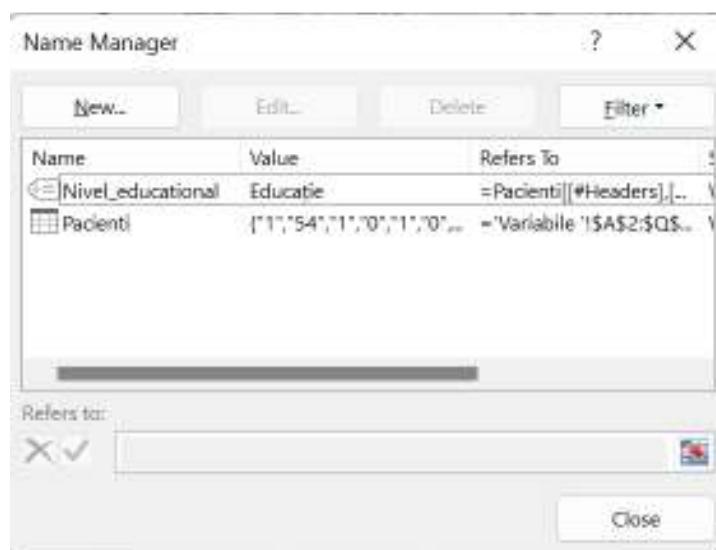 Name Manager ? ✕
New... Edit... Delete Filter
Name Value Refers To
Nivel_educational Educație =Pacienti[[#Headers],[...
Pacienti {"1","54","1","0","1","0",... ='Variabile '!$A$2:$Q$...
Refers to:
Close